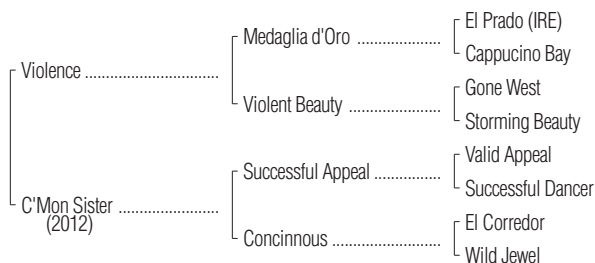 El Prado (IRE)
Medaglia d'Oro ....................
Cappucino Bay
Violence ................................
Gone West
Violent Beauty ......................
Storming Beauty
Valid Appeal
Successful Appeal ................
Successful Dancer
C'Mon Sister ........................
(2012)
El Corredor
Concinnous ..........................
Wild Jewel